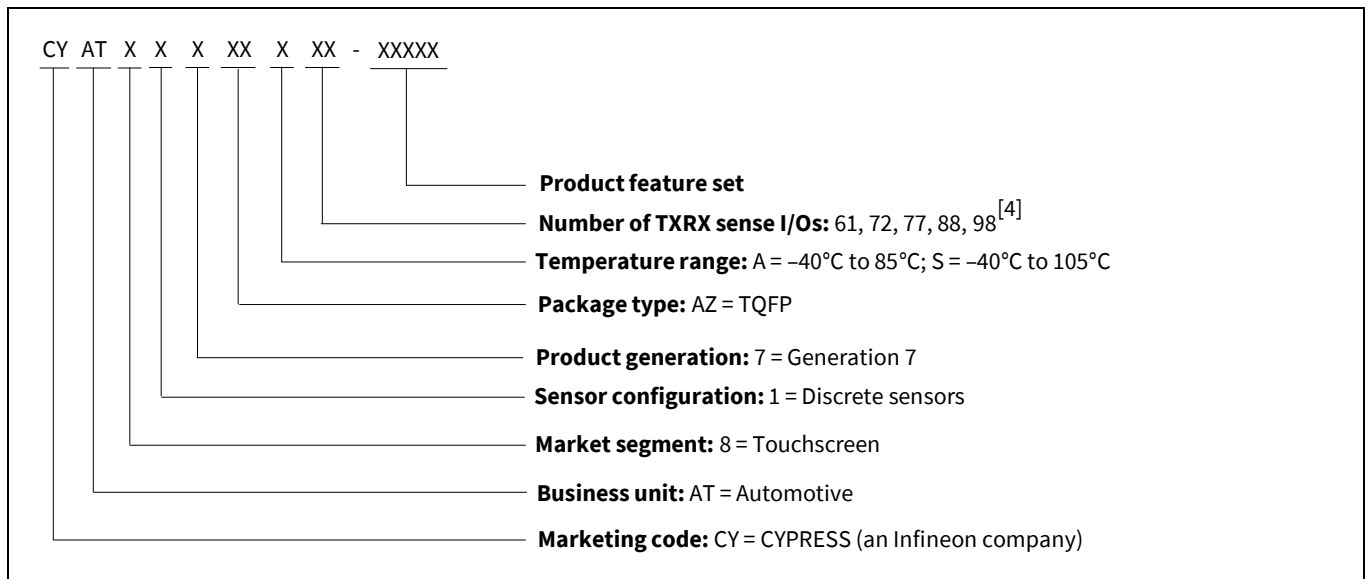 CY AT X X X XX X XX - XXXXX
Product feature set
Number of TXRX sense I/Os: 61, 72, 77, 88, 98[4]
Temperature range: A = –40°C to 85°C; S = –40°C to 105°C
Package type: AZ = TQFP
Product generation: 7 = Generation 7
Sensor configuration: 1 = Discrete sensors
Market segment: 8 = Touchscreen
Business unit: AT = Automotive
Marketing code: CY = CYPRESS (an Infineon company)